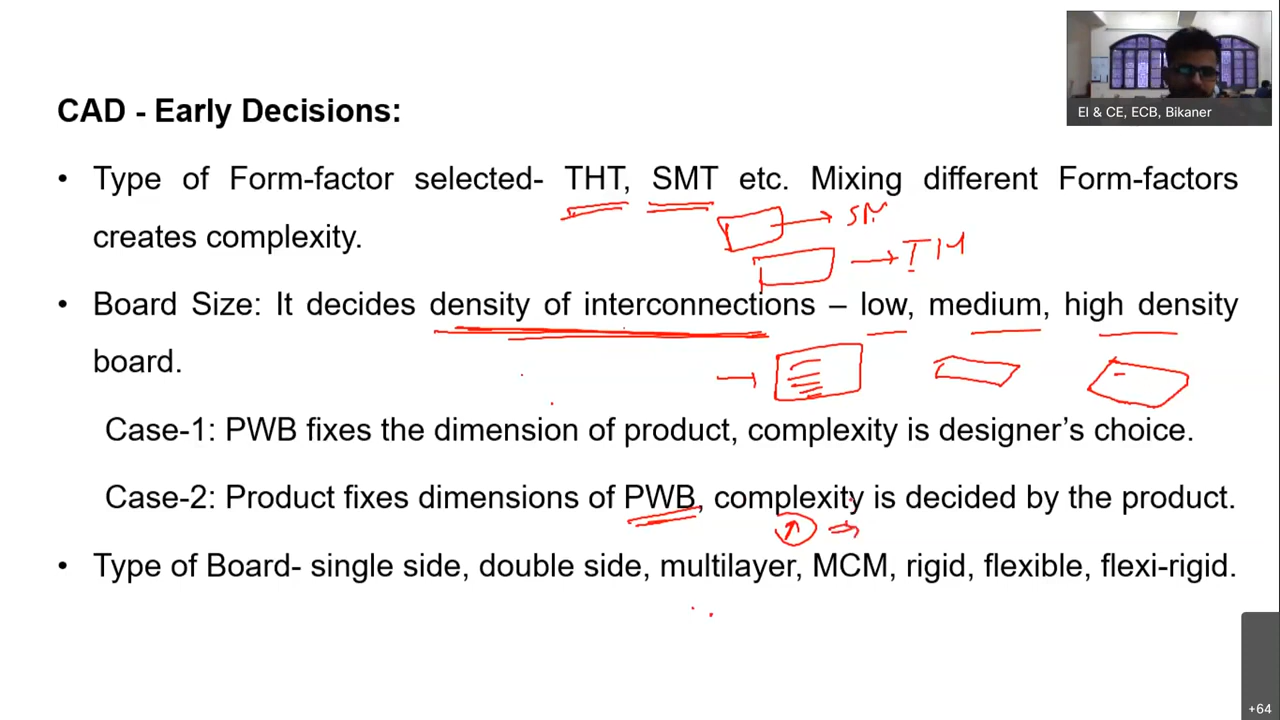 EI & CE, ECB, Bikaner
CAD - Early Decisions:
• Type of Form-factor selected- THT, SMT etc. Mixing different Form-factors
SM
creates complexity.
TH
• Board Size: It decides density of interconnections – low, medium, high density
board.
Case-1: PWB fixes the dimension of product, complexity is designer's choice.
Case-2: Product fixes dimensions of PWB, complexity is decided by the product.
• Type of Board- single side, double side, multilayer, MCM, rigid, flexible, flexi-rigid.
+64